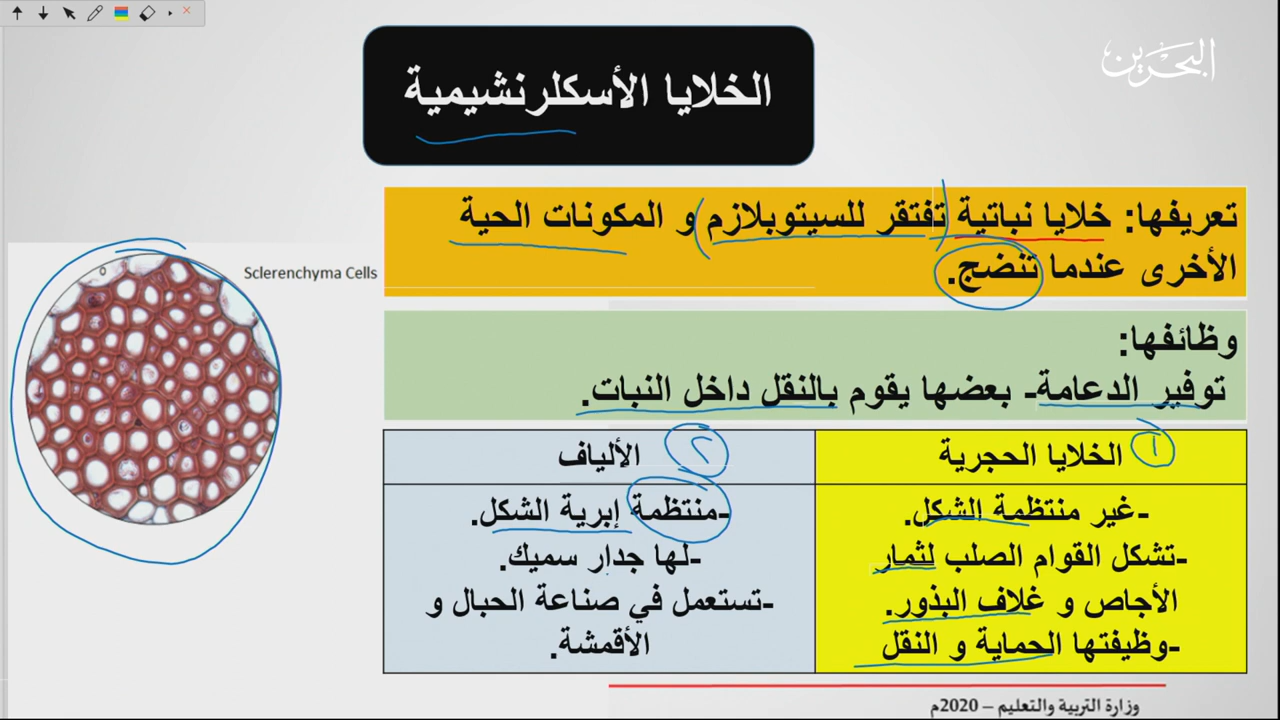 البحرين
الخلايا الأسكلرنشيمية
تعريفها: خلايا نباتية تفتقر للسيتوبلازم و المكونات الحية
الأخرى عندما تنضج.
Sclerenchyma Cells
وظائفها:
توفير الدعامة- بعضها يقوم بالنقل داخل النبات.
الخلايا الحجرية ١
-غير منتظمة الشكل.
-تشكل القوام الصلب لثمار
الأجاص و غلاف البذور.
-وظيفتها الحماية و النقل
الألياف ٢
-منتظمة إبرية الشكل.
-لها جدار سميك.
-تستعمل في صناعة الحبال و
الأقمشة.
وزارة التربية والتعليم – 2020م